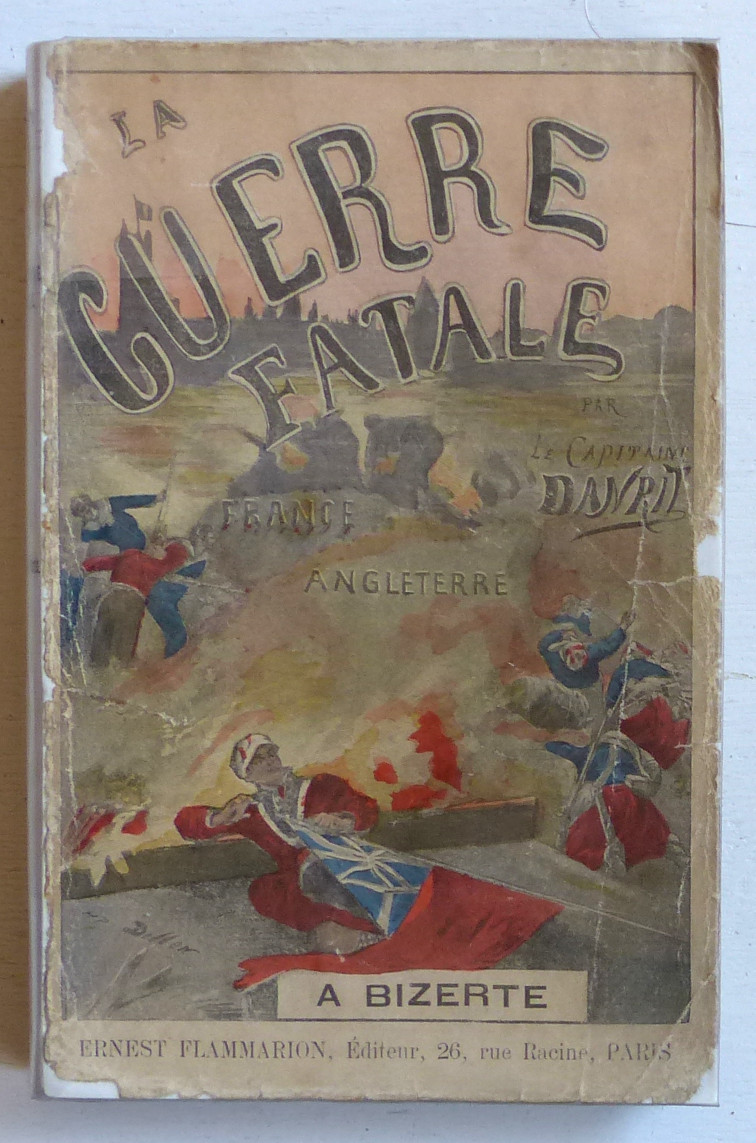 LA
GUERRE
FATALE
PAR
LE CAPITAINE
DANRIT
FRANCE
ANGLETERRE
A BIZERTE
ERNEST FLAMMARION, Éditeur, 26, rue Racine, PARIS